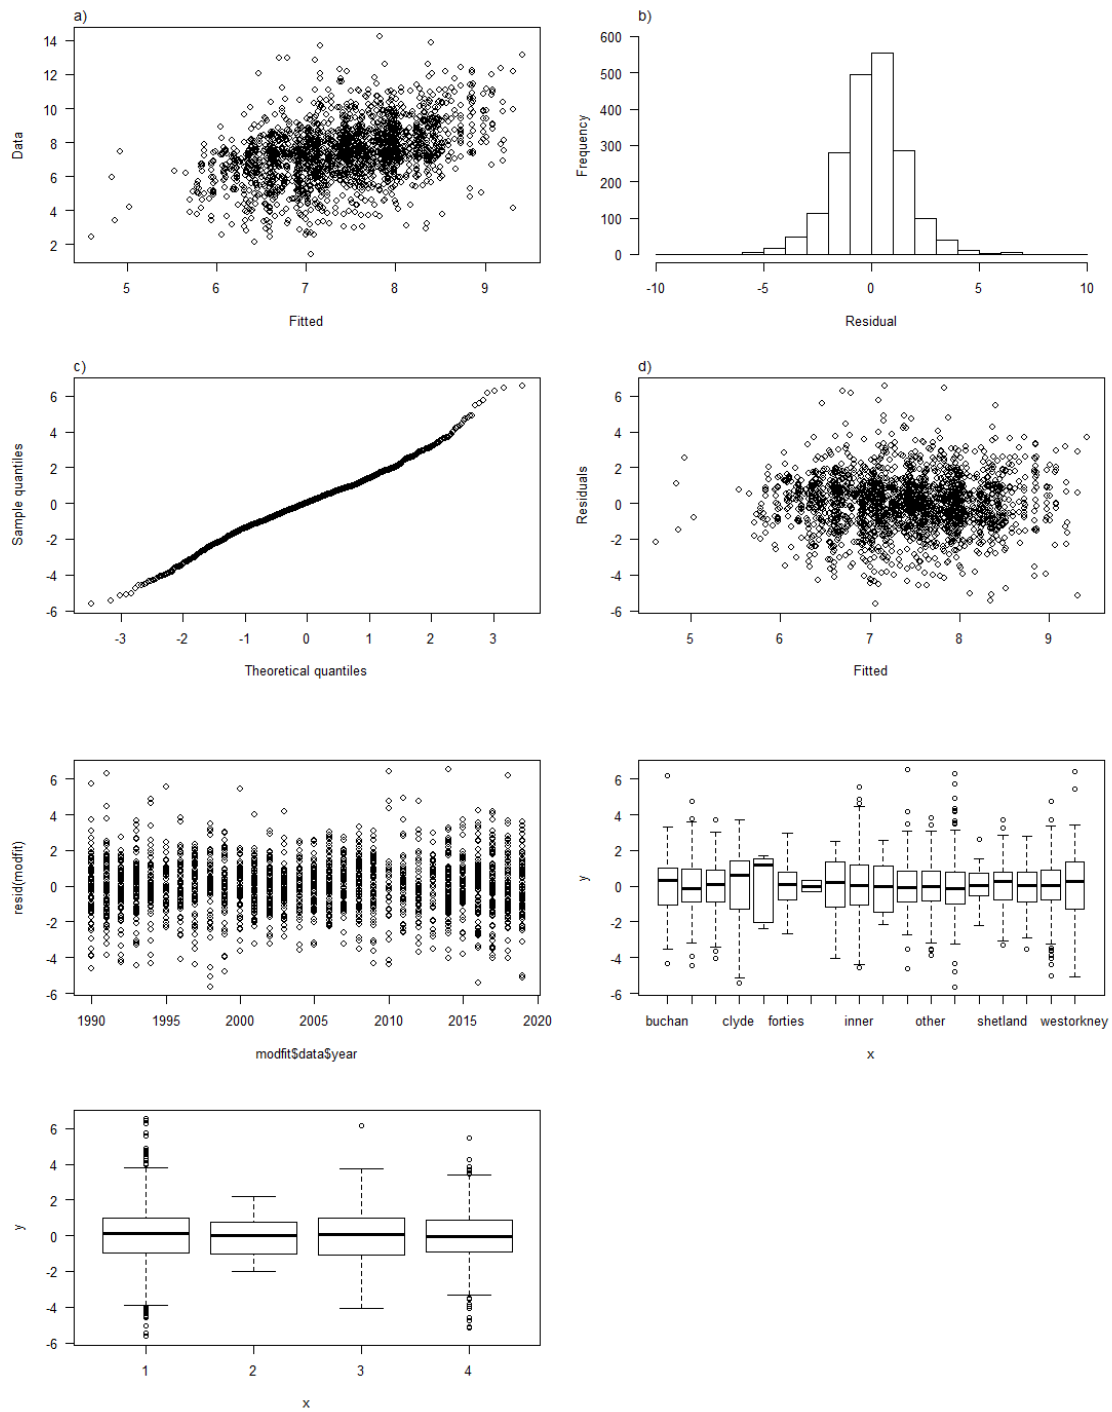 a)
14
12
10
8
6
4
2
Data
5 6 7 8 9
Fitted
b)
600
500
400
300
200
100
0
Frequency
-10 -5 0 5 10
Residual
c)
6
4
2
0
-2
-4
-6
Sample quantiles
-3 -2 -1 0 1 2 3
Theoretical quantiles
d)
6
4
2
0
-2
-4
-6
Residuals
5 6 7 8 9
Fitted
6
4
2
0
-2
-4
-6
resid(modfit)
1990 1995 2000 2005 2010 2015 2020
modfit$data$year
6
4
2
0
-2
-4
-6
y
buchan clyde forties inner other shetland westorkney
x
6
4
2
0
-2
-4
-6
y
1 2 3 4
x